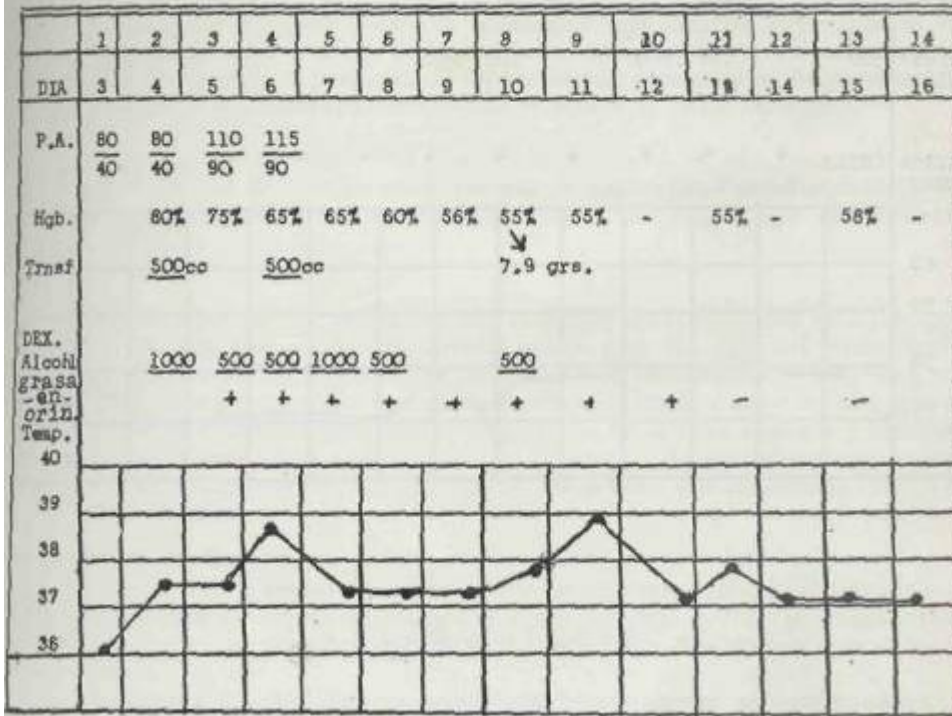 1 2 3 4 5 6 7 8 9 10 11 12 13 14
DIA 3 4 5 6 7 8 9 10 11 12 13 14 15 16
P.A. 80/40 80/40 110/90 115/90
Hgb. 80% 75% 65% 65% 60% 56% 55% 55% - 55% - 58% -
Trnsf 500cc 500cc 7.9 grs.
DEX.
Alcohl 1000 500 500 1000 500 500
grasa
-en- + + + + + + + + - -
orin.
Temp.
40
39
38
37
36